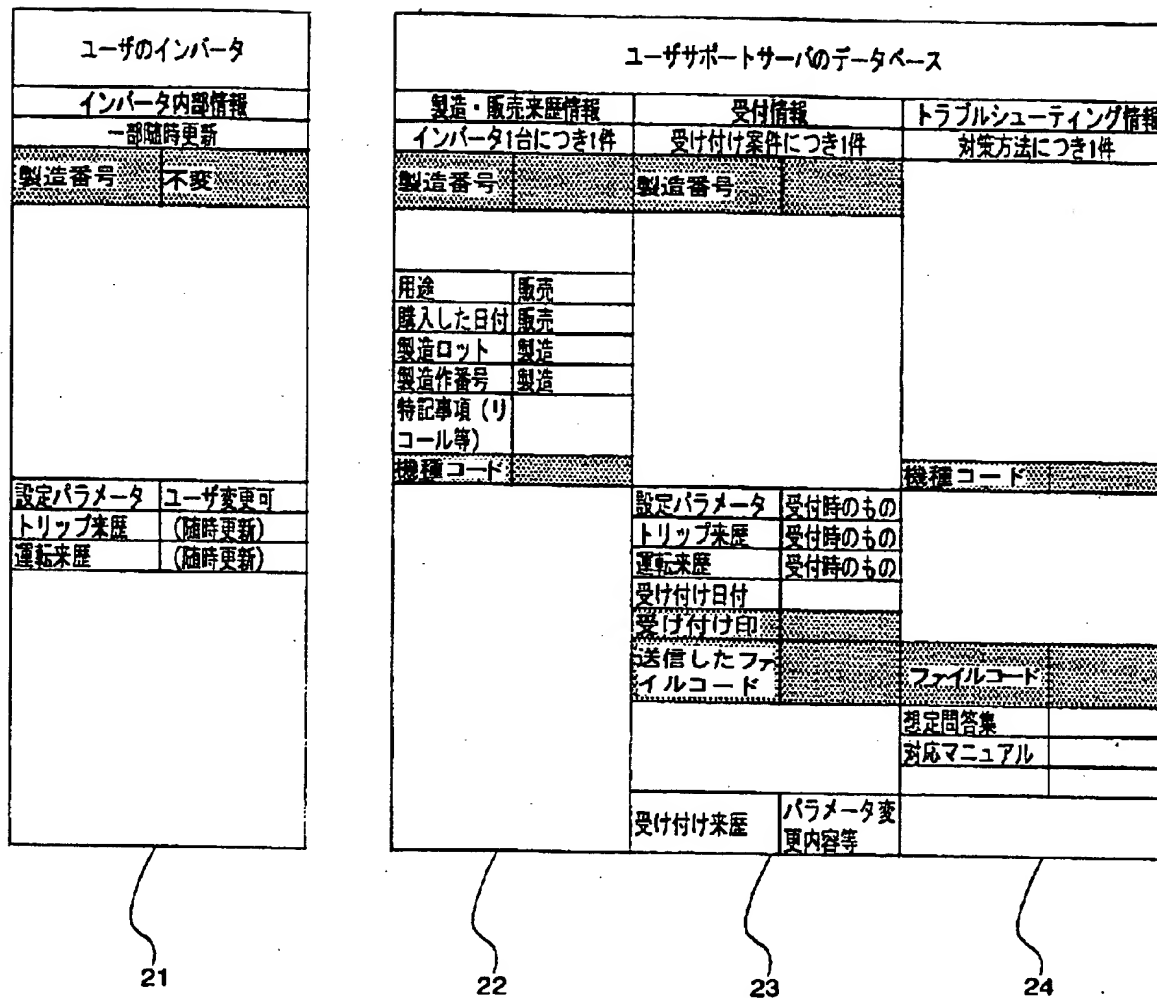 ユーザのインバータ
インバータ内部情報
一部随時更新
製造番号 不変
設定パラメータ ユーザ変更可
トリップ来歴 (随時更新)
運転来歴 (随時更新)
21
ユーザサポートサーバのデータベース
製造・販売来歴情報
インバータ1台につき1件
製造番号
用途 販売
購入した日付 販売
製造ロット 製造
製造作番号 製造
特記事項(リ
コール等)
機種コード
22
受付情報
受け付け案件につき1件
製造番号
設定パラメータ 受付時のもの
トリップ来歴 受付時のもの
運転来歴 受付時のもの
受け付け日付
受け付け印
送信したファ
イルコード
受け付け来歴 パラメータ変
更内容等
23
トラブルシューティング情報
対策方法につき1件
機種コード
ファイルコード
想定問答集
対応マニュアル
24